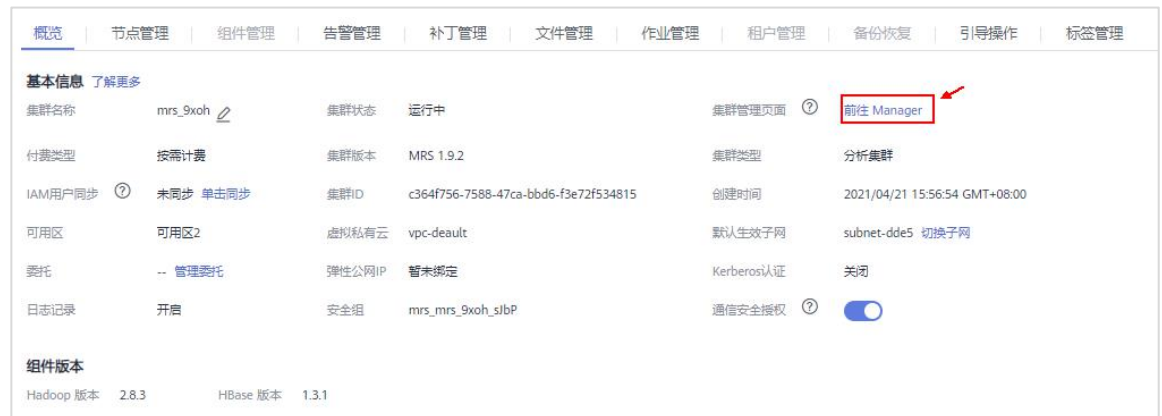 概览 节点管理 组件管理 告警管理 补丁管理 文件管理 作业管理 租户管理 备份恢复 引导操作 标签管理
基本信息 了解更多
集群名称 mrs_9xoh 集群状态 运行中 集群管理页面 ? 前往 Manager
付费类型 按需计费 集群版本 MRS 1.9.2 集群类型 分析集群
IAM用户同步 ? 未同步 单击同步 集群ID c364f756-7588-47ca-bbd6-f3e72f534815 创建时间 2021/04/21 15:56:54 GMT+08:00
可用区 可用区2 虚拟私有云 vpc-deault 默认生效子网 subnet-dde5 切换子网
委托 -- 管理委托 弹性公网IP 暂未绑定 Kerberos认证 关闭
日志记录 开启 安全组 mrs_mrs_9xoh_sJbP 通信安全授权 ?
组件版本
Hadoop 版本 2.8.3 HBase 版本 1.3.1